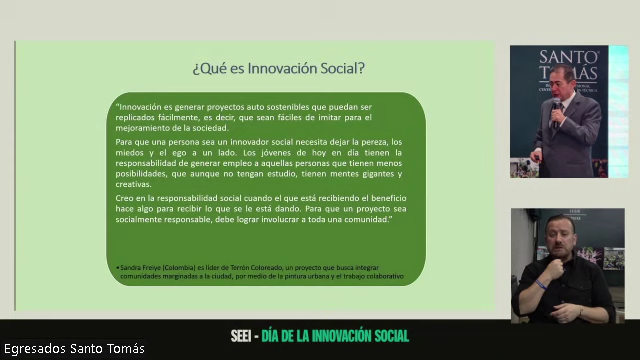 ¿Qué es Innovación Social?
“Innovación es generar proyectos auto sostenibles que puedan ser
replicados fácilmente, es decir, que sean fáciles de imitar para el
mejoramiento de la sociedad.
Para que una persona sea un innovador social necesita dejar la pereza, los
miedos y el ego a un lado. Los jóvenes de hoy en día tienen la
responsabilidad de generar empleo a aquellas personas que tienen menos
posibilidades, que aunque no tengan estudio, tienen mentes gigantes y
creativas.
Creo en la responsabilidad social cuando el que está recibiendo el beneficio
hace algo para recibir lo que se le está dando. Para que un proyecto sea
socialmente responsable, debe lograr involucrar a toda una comunidad.”
• Sandra Freiye (Colombia) es líder de Terrón Coloreado, un proyecto que busca integrar
comunidades marginadas a la ciudad, por medio de la pintura urbana y el trabajo colaborativo
SANTO
TOMÁS
SEEI - DÍA DE LA INNOVACIÓN SOCIAL
Egresados Santo Tomás